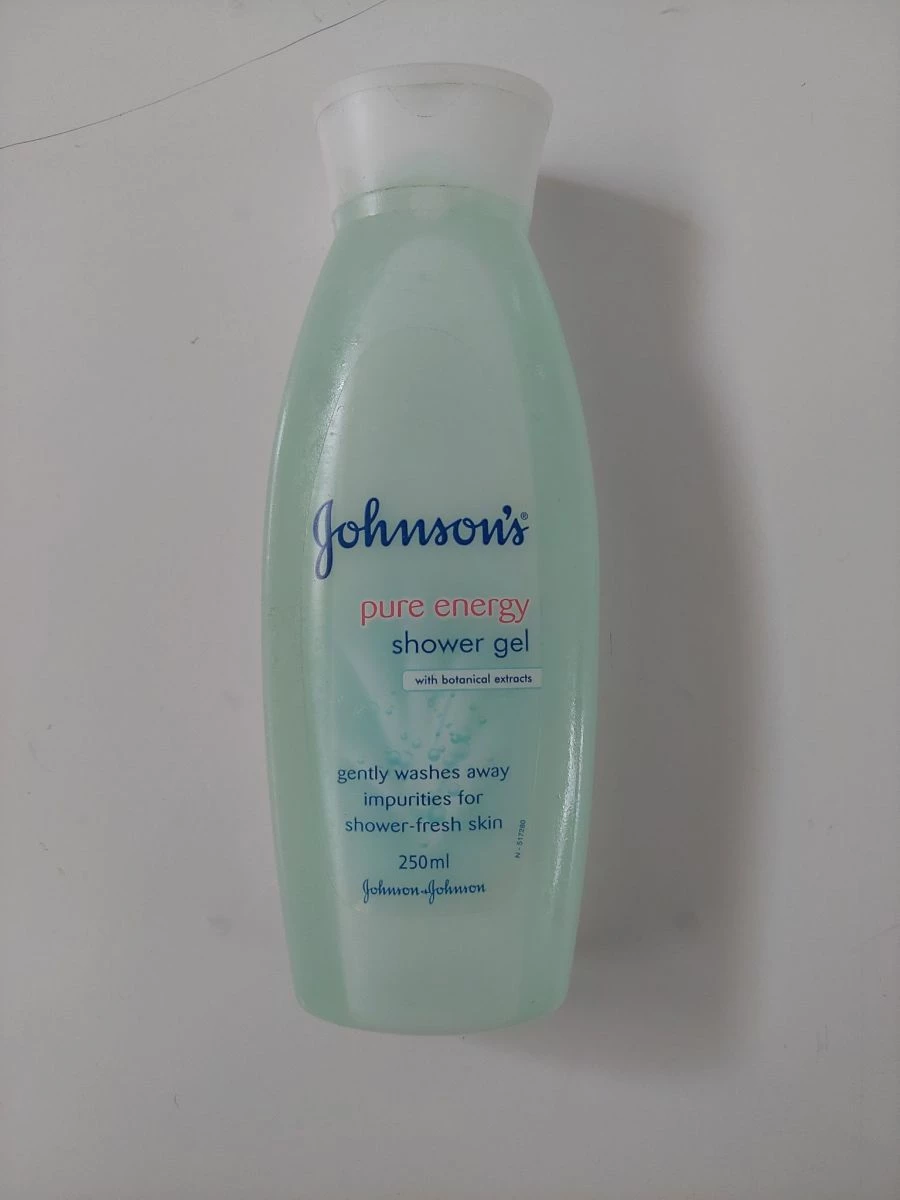 Johnson's®
pure energy
shower gel
with botanical extracts
gently washes away
impurities for
shower-fresh skin
N - 517280
250ml
Johnson & Johnson